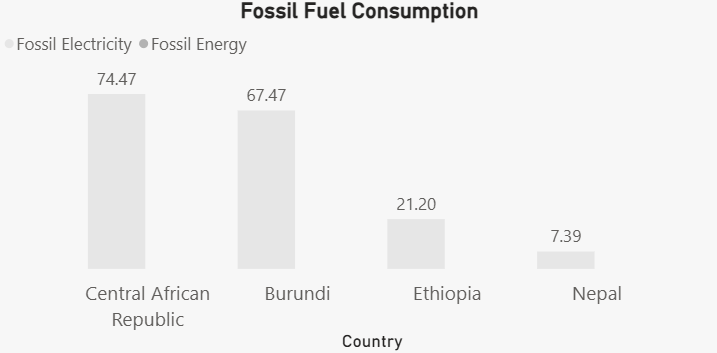 Fossil Fuel Consumption
Fossil Electricity Fossil Energy
74.47
67.47
21.20
7.39
Central African Republic
Burundi
Ethiopia
Nepal
Country